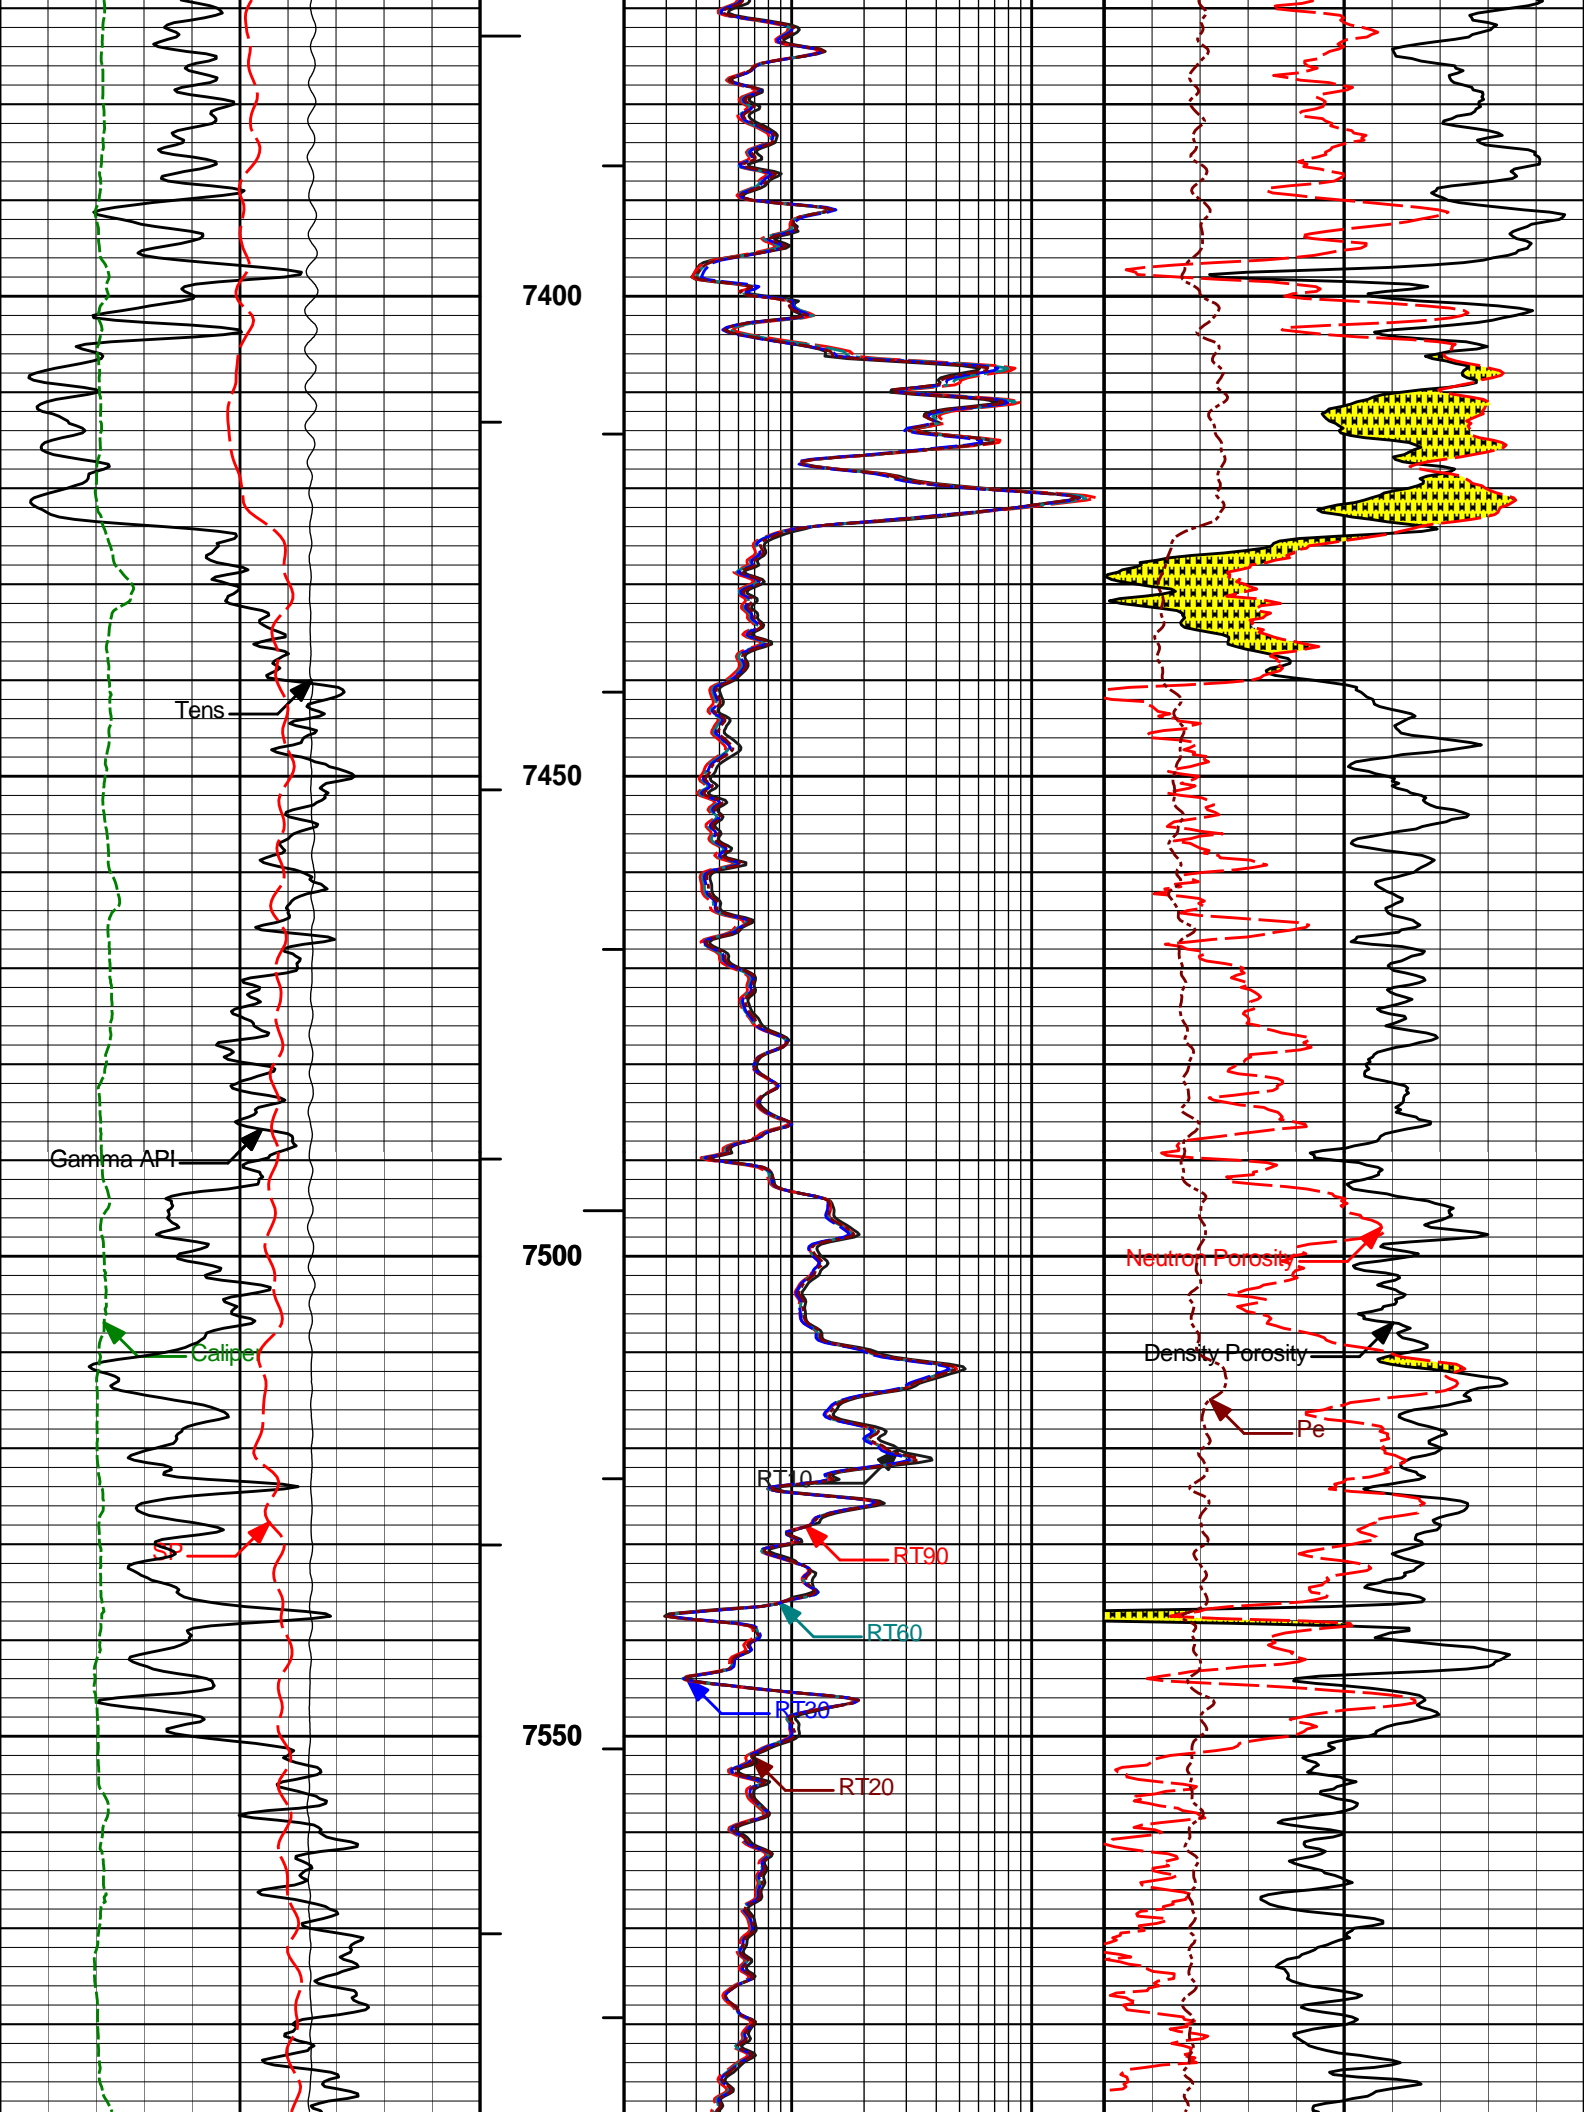 7400
Tens
7450
Gamma API
7500
Neutron Porosity
Caliper
Density Porosity
Pe
RT10
SP
RT90
RT60
RT30
7550
RT20